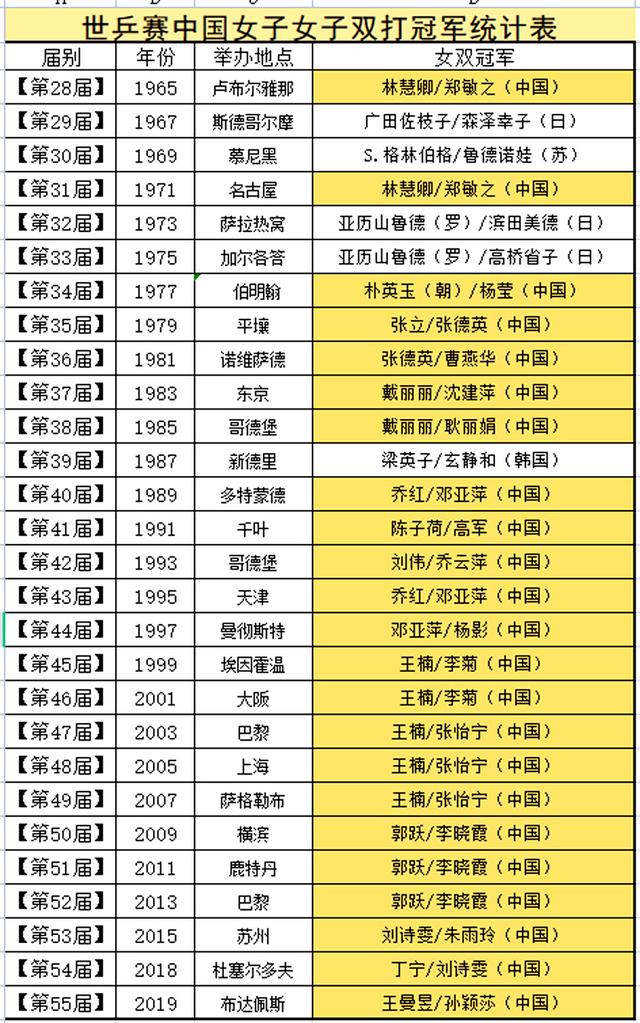 世乒赛中国女子女子双打冠军统计表
届别 年份 举办地点 女双冠军
【第28届】 1965 卢布尔雅那 林慧卿/郑敏之（中国）
【第29届】 1967 斯德哥尔摩 广田佐枝子/森泽幸子（日）
【第30届】 1969 慕尼黑 S.格林伯格/鲁德诺娃（苏）
【第31届】 1971 名古屋 林慧卿/郑敏之（中国）
【第32届】 1973 萨拉热窝 亚历山鲁德（罗）/滨田美德（日）
【第33届】 1975 加尔各答 亚历山鲁德（罗）/高桥省子（日）
【第34届】 1977 伯明翰 朴英玉（朝）/杨莹（中国）
【第35届】 1979 平壤 张立/张德英（中国）
【第36届】 1981 诺维萨德 张德英/曹燕华（中国）
【第37届】 1983 东京 戴丽丽/沈建萍（中国）
【第38届】 1985 哥德堡 戴丽丽/耿丽娟（中国）
【第39届】 1987 新德里 梁英子/玄静和（韩国）
【第40届】 1989 多特蒙德 乔红/邓亚萍（中国）
【第41届】 1991 千叶 陈子荷/高军（中国）
【第42届】 1993 哥德堡 刘伟/乔云萍（中国）
【第43届】 1995 天津 乔红/邓亚萍（中国）
【第44届】 1997 曼彻斯特 邓亚萍/杨影（中国）
【第45届】 1999 埃因霍温 王楠/李菊（中国）
【第46届】 2001 大阪 王楠/李菊（中国）
【第47届】 2003 巴黎 王楠/张怡宁（中国）
【第48届】 2005 上海 王楠/张怡宁（中国）
【第49届】 2007 萨格勒布 王楠/张怡宁（中国）
【第50届】 2009 横滨 郭跃/李晓霞（中国）
【第51届】 2011 鹿特丹 郭跃/李晓霞（中国）
【第52届】 2013 巴黎 郭跃/李晓霞（中国）
【第53届】 2015 苏州 刘诗雯/朱雨玲（中国）
【第54届】 2018 杜塞尔多夫 丁宁/刘诗雯（中国）
【第55届】 2019 布达佩斯 王曼昱/孙颖莎（中国）